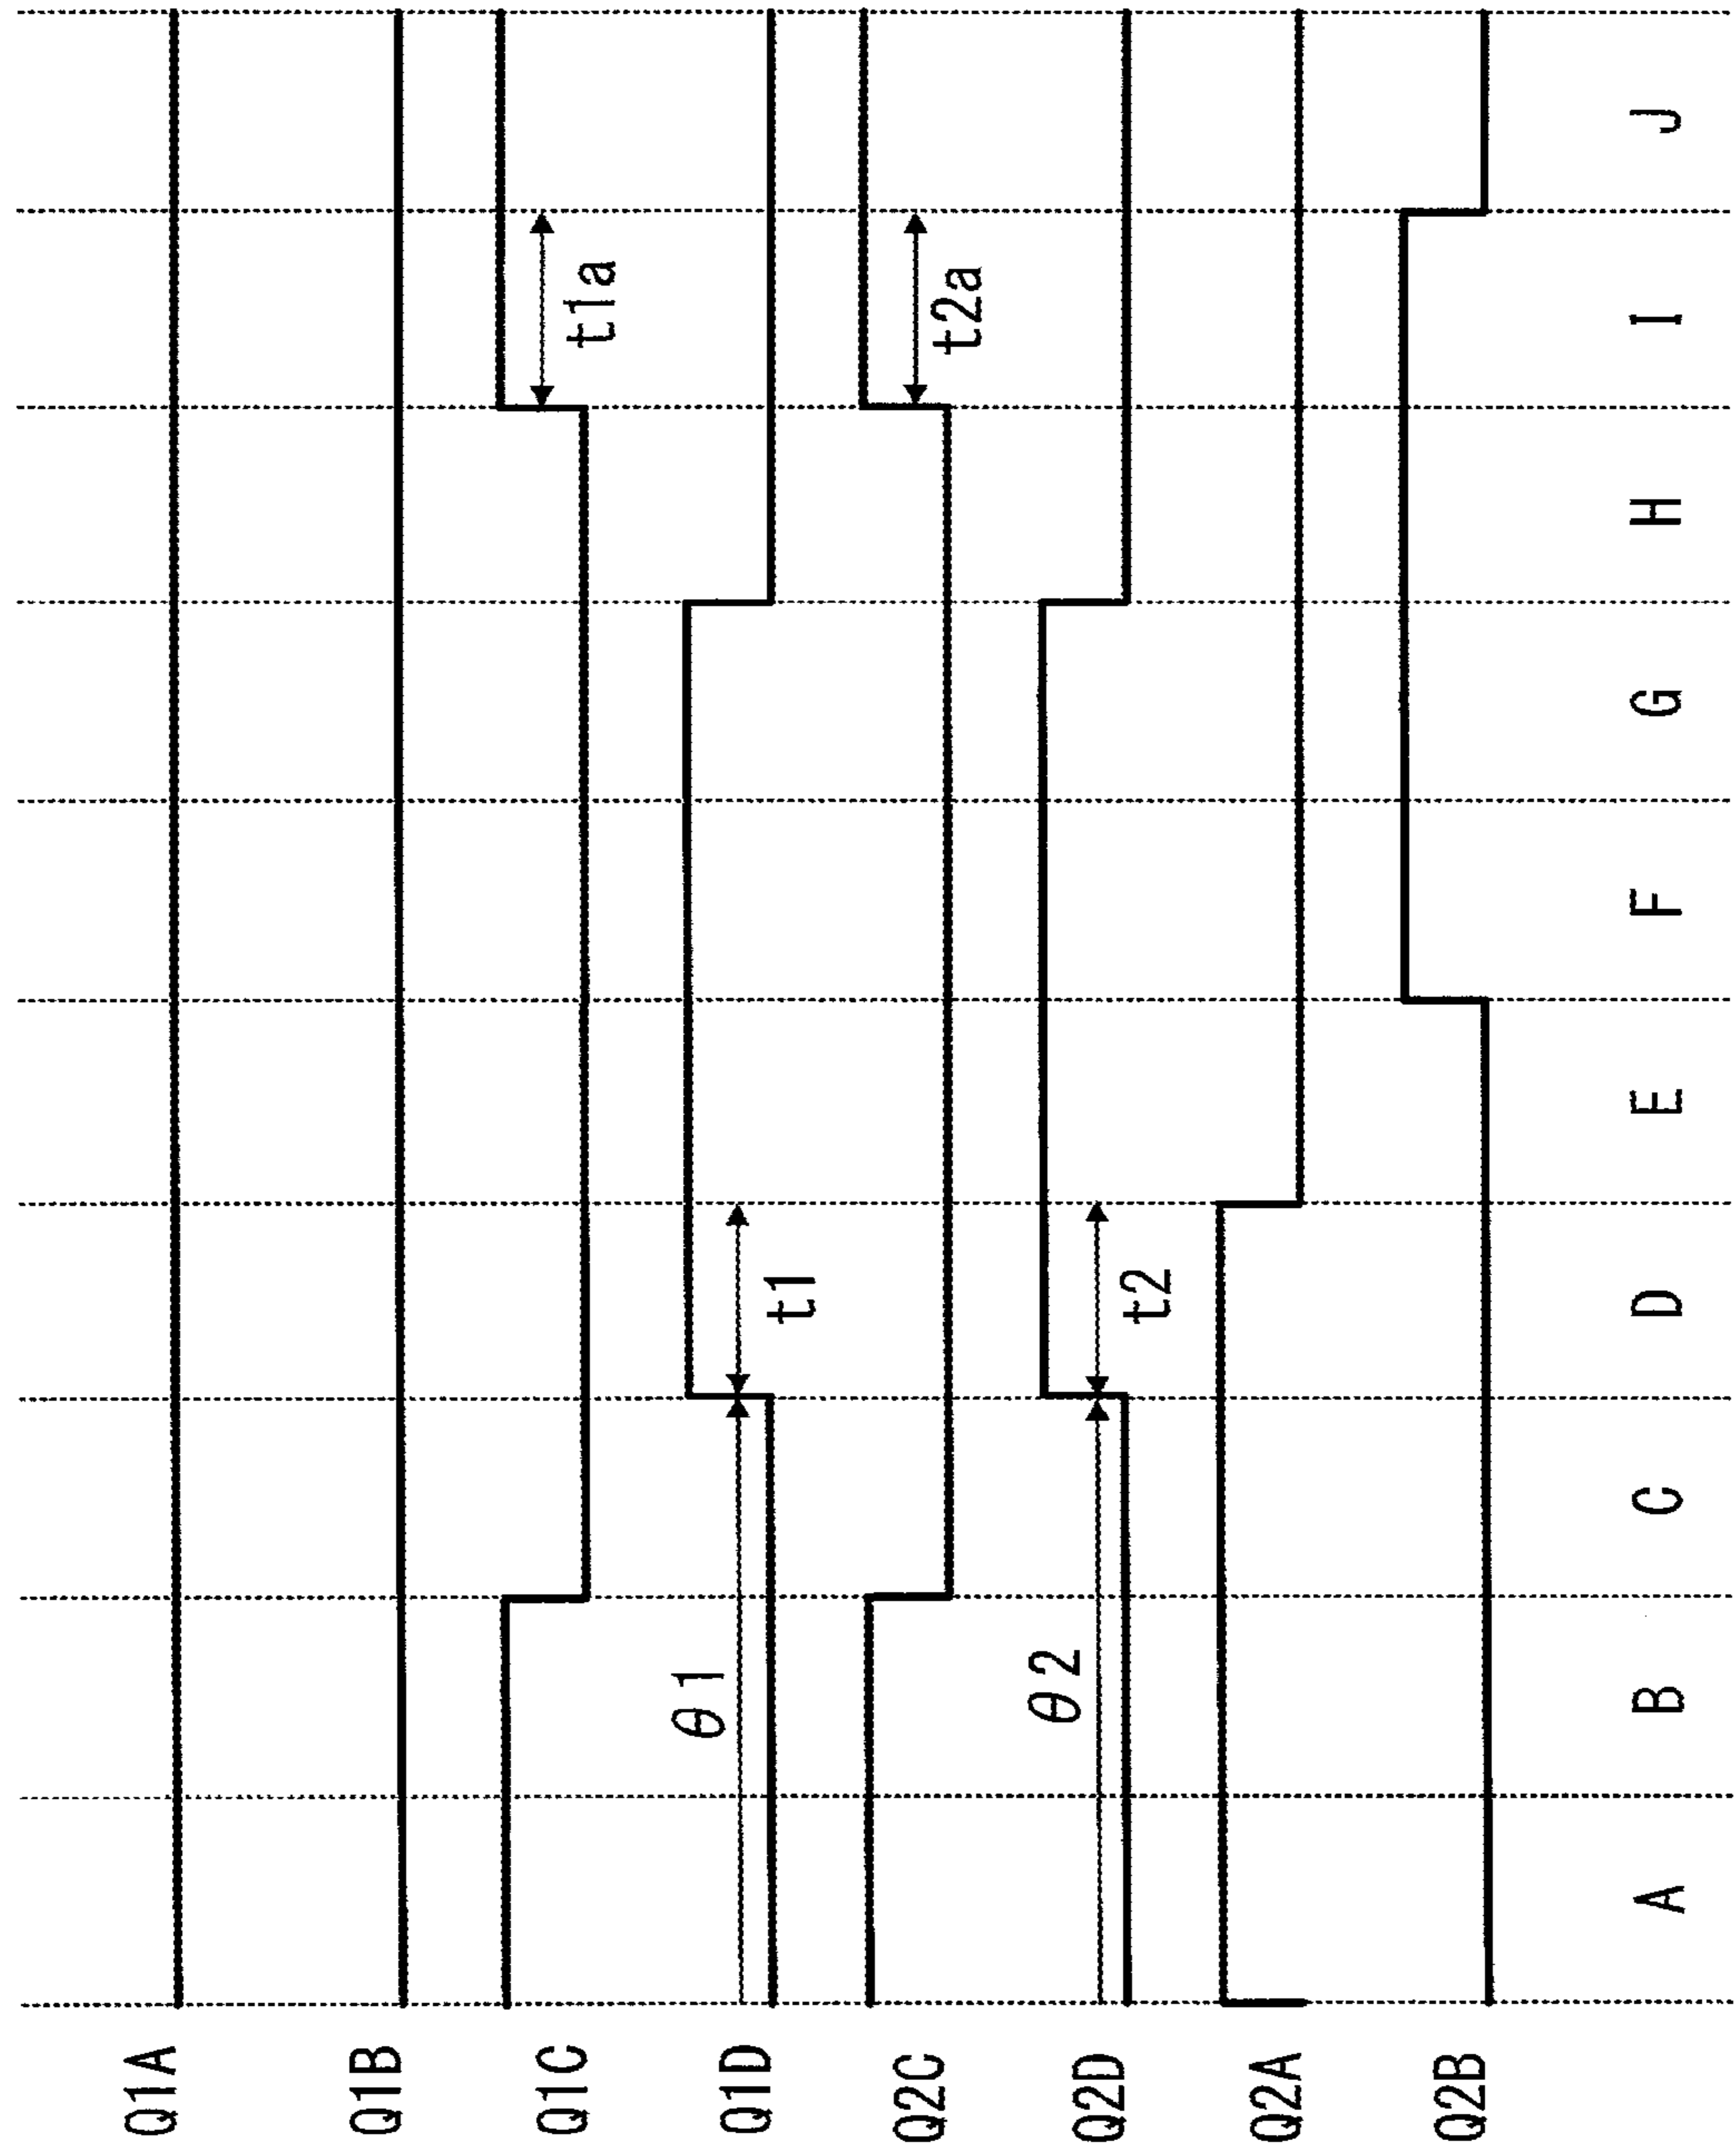 Q1A
Q1B
Q1C
t1a
Q1D
θ1
t1
Q2C
t2a
Q2D
θ2
t2
Q2A
Q2B
A B C D E F G H I J